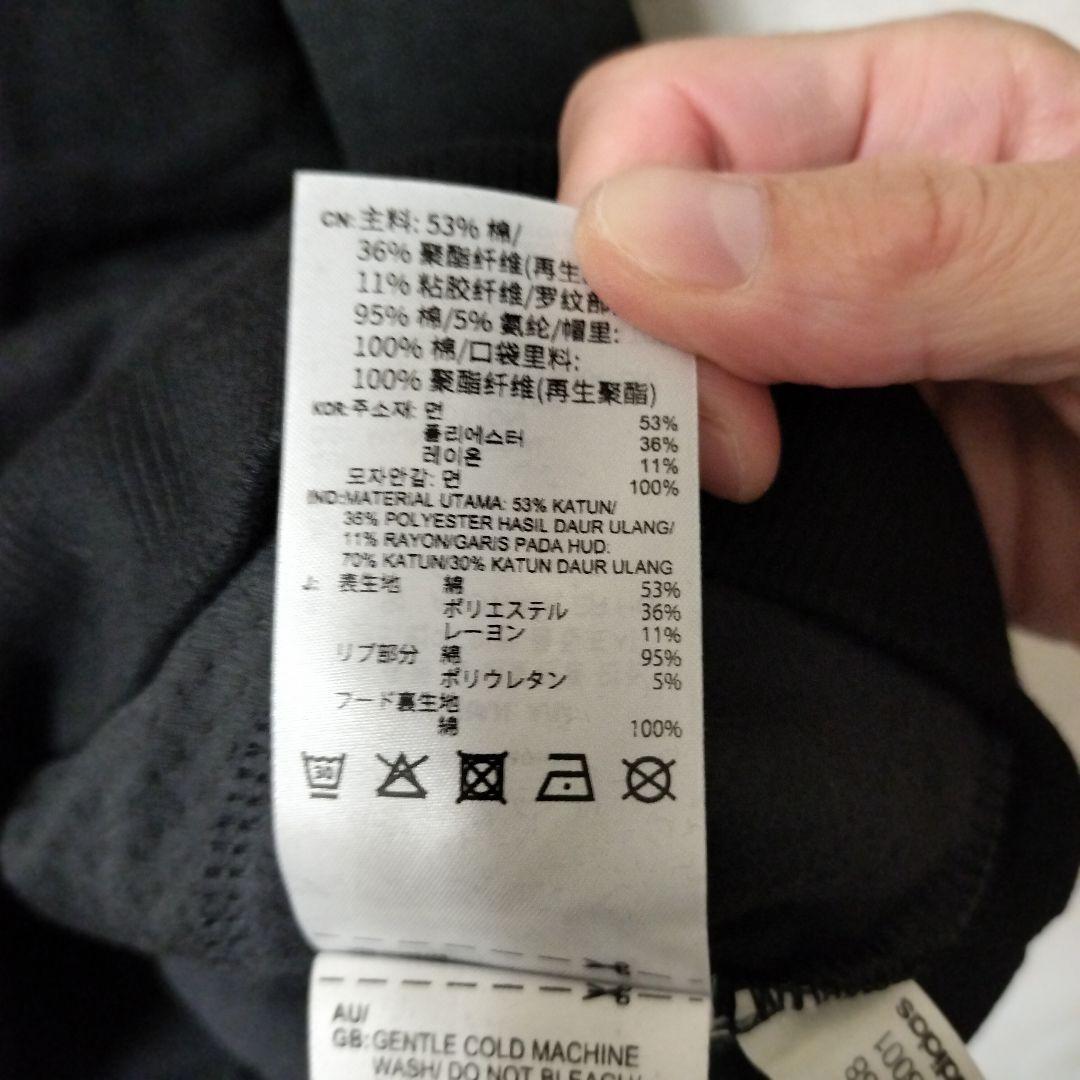 CN: 主料: 53% 棉/
36% 聚酯纤维(再生
11% 粘胶纤维/罗纹部
95% 棉/5% 氨纶/帽里:
100% 棉/口袋里料:
100% 聚酯纤维(再生聚酯)
KOR: 주소재: 면 53%
폴리에스터 36%
레이온 11%
모자안감: 면 100%
IND:MATERIAL UTAMA: 53% KATUN/
36% POLYESTER HASIL DAUR ULANG/
11% RAYON/GARIS PADA HUD:
70% KATUN/30% KATUN DAUR ULANG
上 表生地 綿 53%
ポリエステル 36%
レーヨン 11%
リブ部分 綿 95%
ポリウレタン 5%
フード裏生地
綿 100%
30
AU/
GB: GENTLE COLD MACHINE
WASH/ DO NOT BLEACH/
adidas